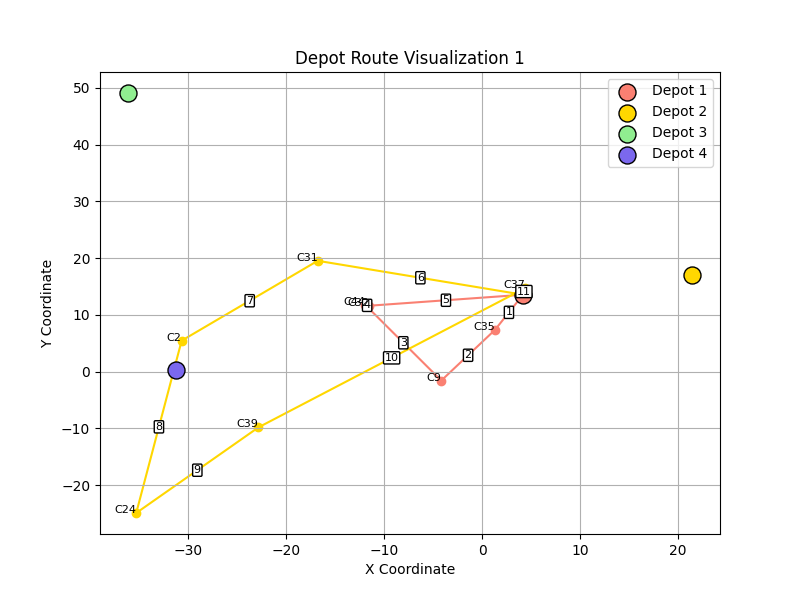 Depot Route Visualization 1
Depot 1
Depot 2
Depot 3
Depot 4
Y Coordinate
50
40
30
20
10
0
−10
−20
−30
−20
−10
0
10
20
X Coordinate
C31
6
7
C37
11
5
1
C35
C2
3
2
10
C9
8
C39
9
C24